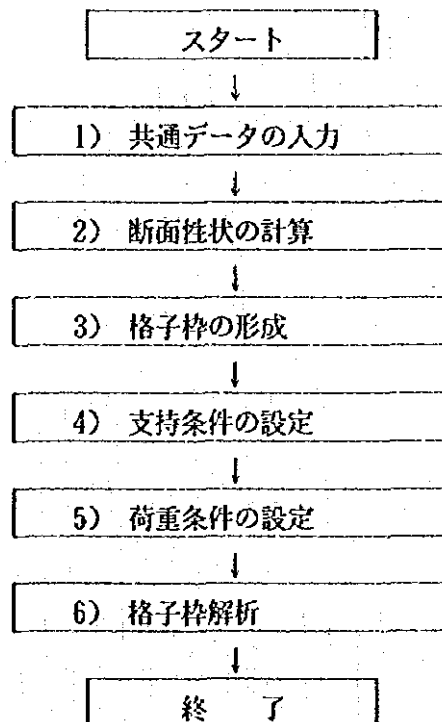 スタート
↓
1) 共通データの入力
↓
2) 断面性状の計算
↓
3) 格子枠の形成
↓
4) 支持条件の設定
↓
5) 荷重条件の設定
↓
6) 格子枠解析
↓
終 了